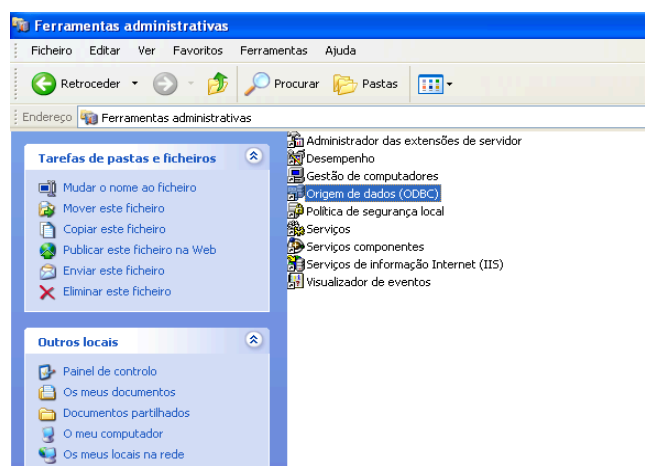 Ferramentas administrativas
Ficheiro Editar Ver Favoritos Ferramentas Ajuda
Retroceder Procurar Pastas
Endereço Ferramentas administrativas
Tarefas de pastas e ficheiros
Mudar o nome ao ficheiro
Mover este ficheiro
Copiar este ficheiro
Publicar este ficheiro na Web
Enviar este ficheiro
Eliminar este ficheiro
Outros locais
Painel de controlo
Os meus documentos
Documentos partilhados
O meu computador
Os meus locais na rede
Administrador das extensões de servidor
Desempenho
Gestão de computadores
Origem de dados (ODBC)
Política de segurança local
Serviços
Serviços componentes
Serviços de informação Internet (IIS)
Visualizador de eventos